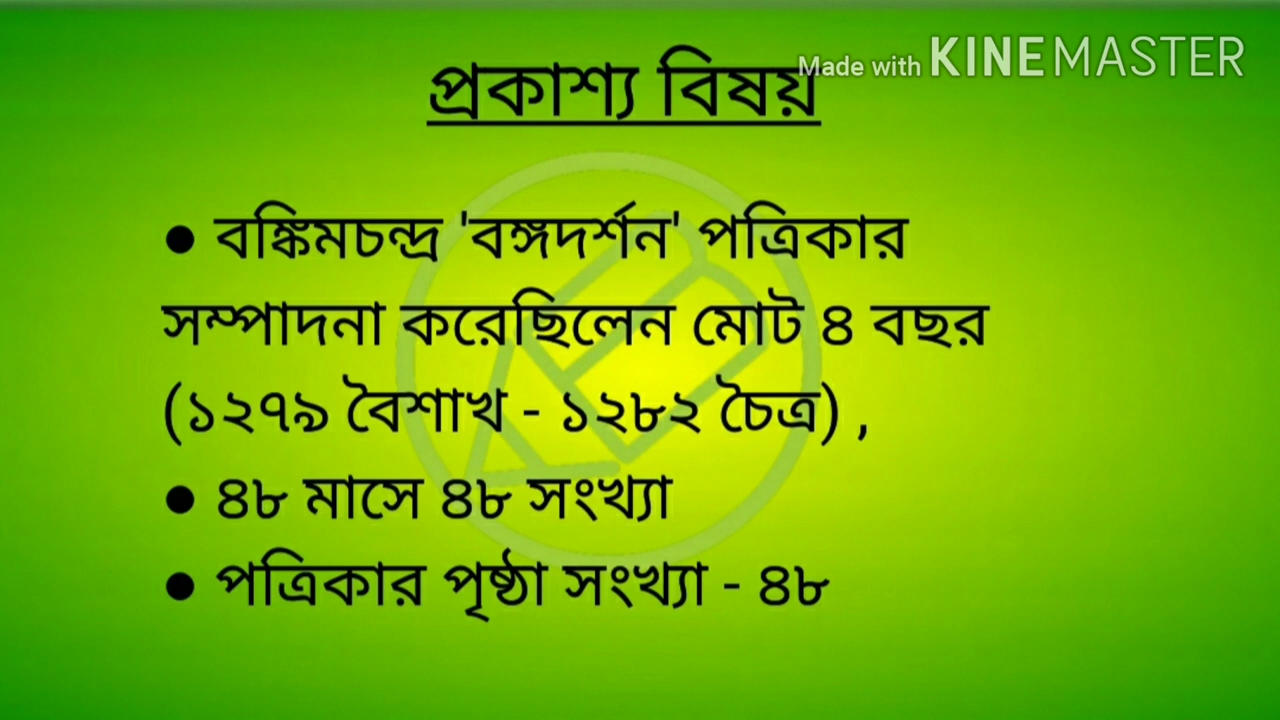 Made with KINEMASTER
প্রকাশ্য বিষয়
● বঙ্কিমচন্দ্র 'বঙ্গদর্শন' পত্রিকার
সম্পাদনা করেছিলেন মোট ৪ বছর
(১২৭৯ বৈশাখ - ১২৮২ চৈত্র) ,
● ৪৮ মাসে ৪৮ সংখ্যা
● পত্রিকার পৃষ্ঠা সংখ্যা - ৪৮